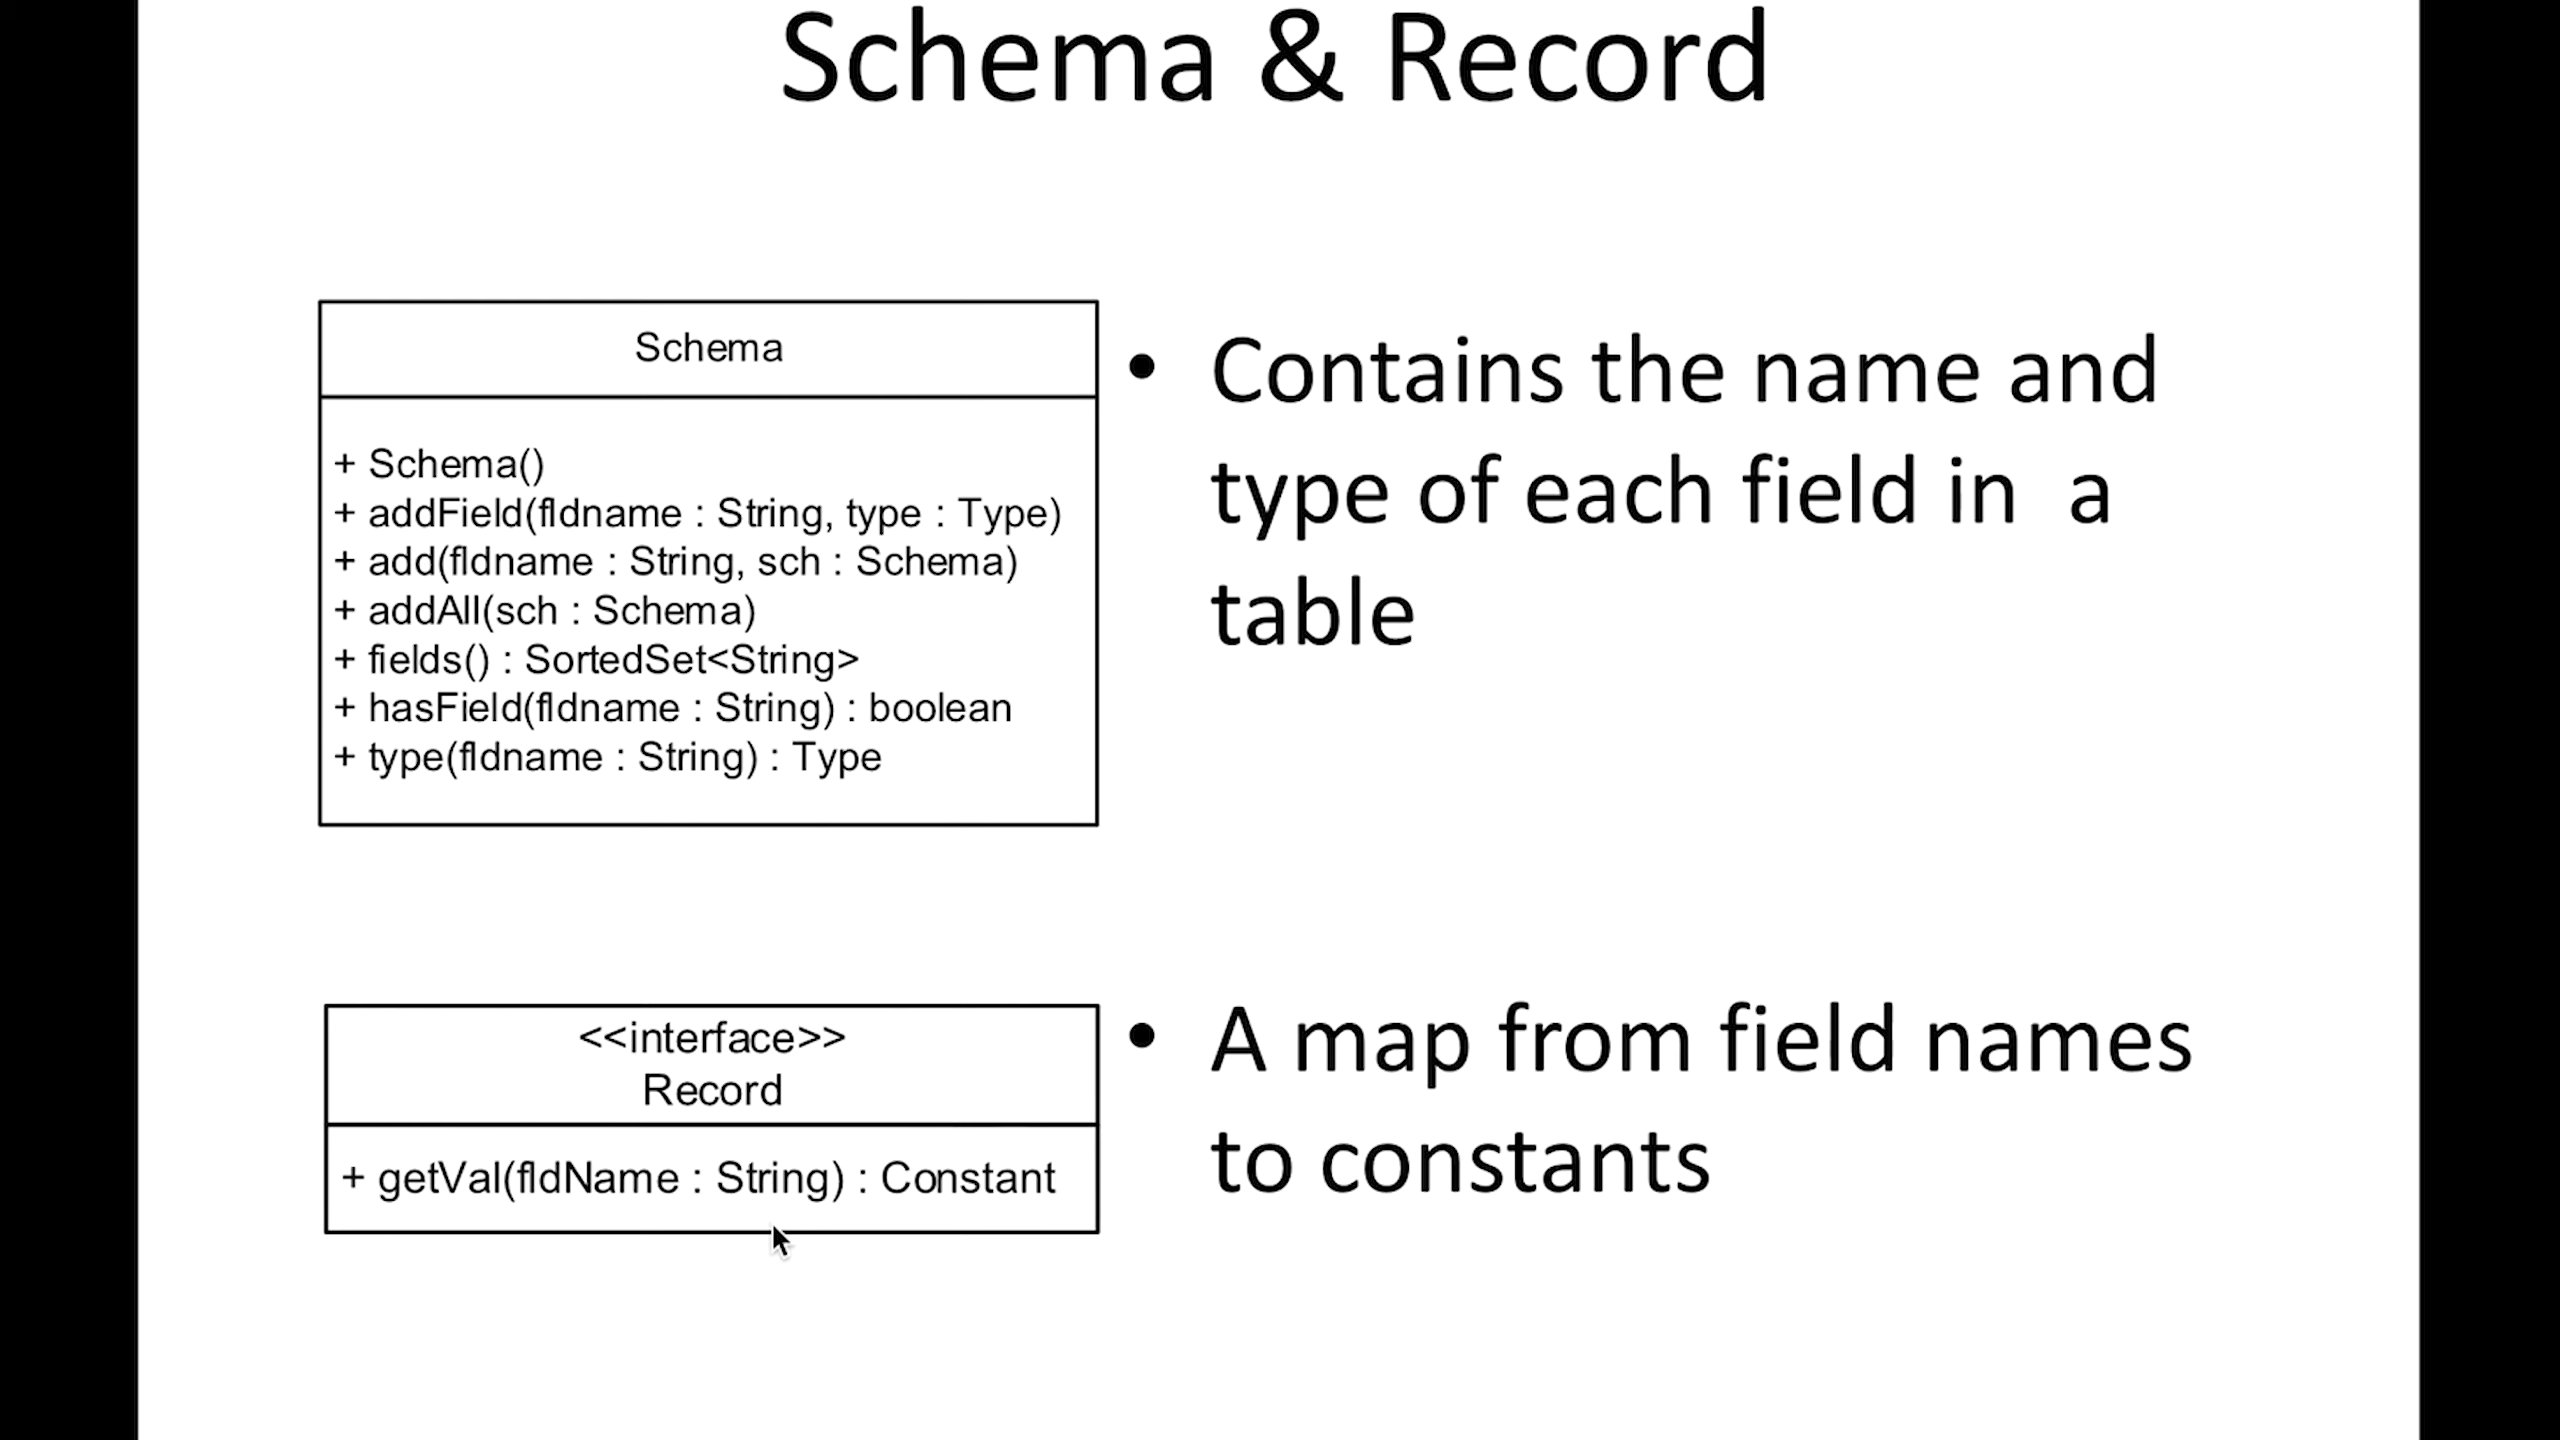 Schema & Record
Schema
+ Schema()
+ addField(fldname : String, type : Type)
+ add(fldname : String, sch : Schema)
+ addAll(sch : Schema)
+ fields() : SortedSet<String>
+ hasField(fldname : String) : boolean
+ type(fldname : String) : Type
• Contains the name and
type of each field in a
table
<<interface>>
Record
+ getVal(fldName : String) : Constant
• A map from field names
to constants